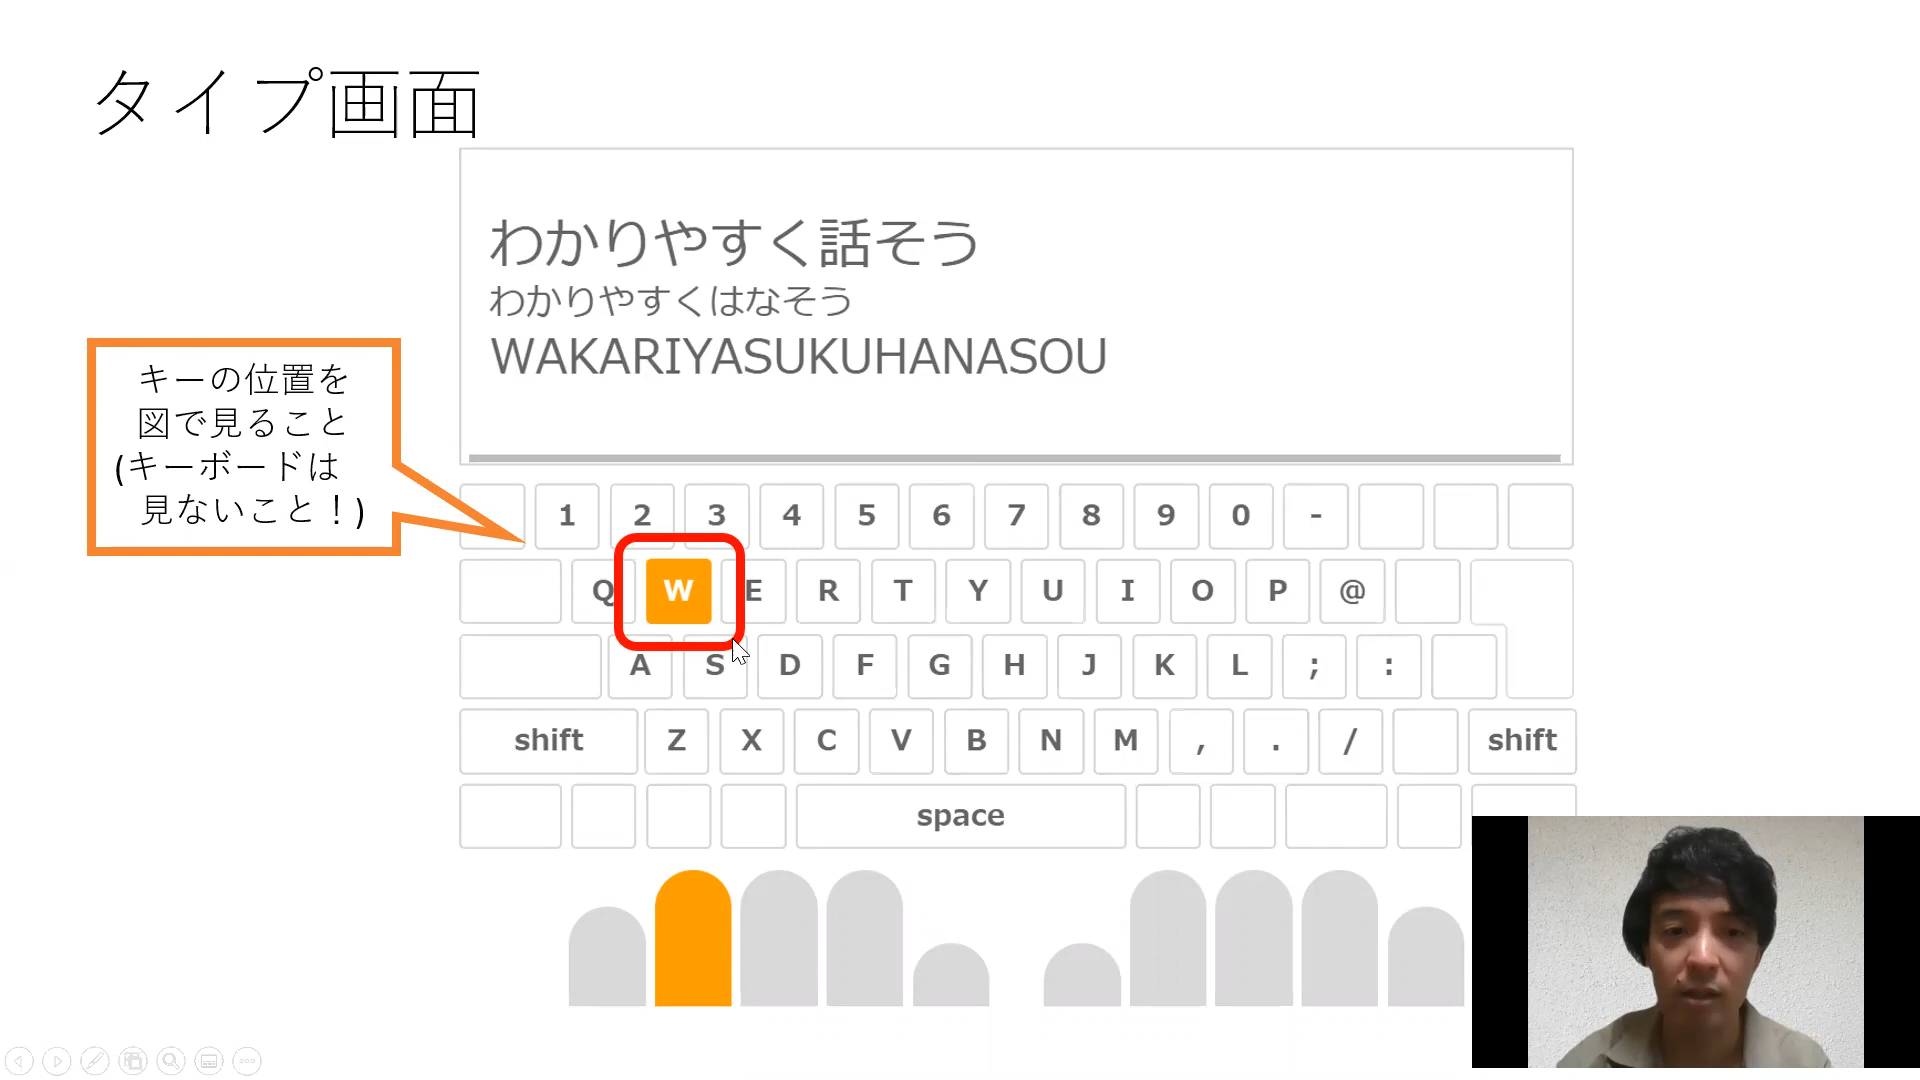 タイプ画面
わかりやすく話そう
わかりやすくはなそう
WAKARIYASUKUHANASOU
キーの位置を
図で見ること
(キーボードは
見ないこと！)
1 2 3 4 5 6 7 8 9 0 -
Q W E R T Y U I O P @
A S D F G H J K L ; :
shift Z X C V B N M , . / shift
space